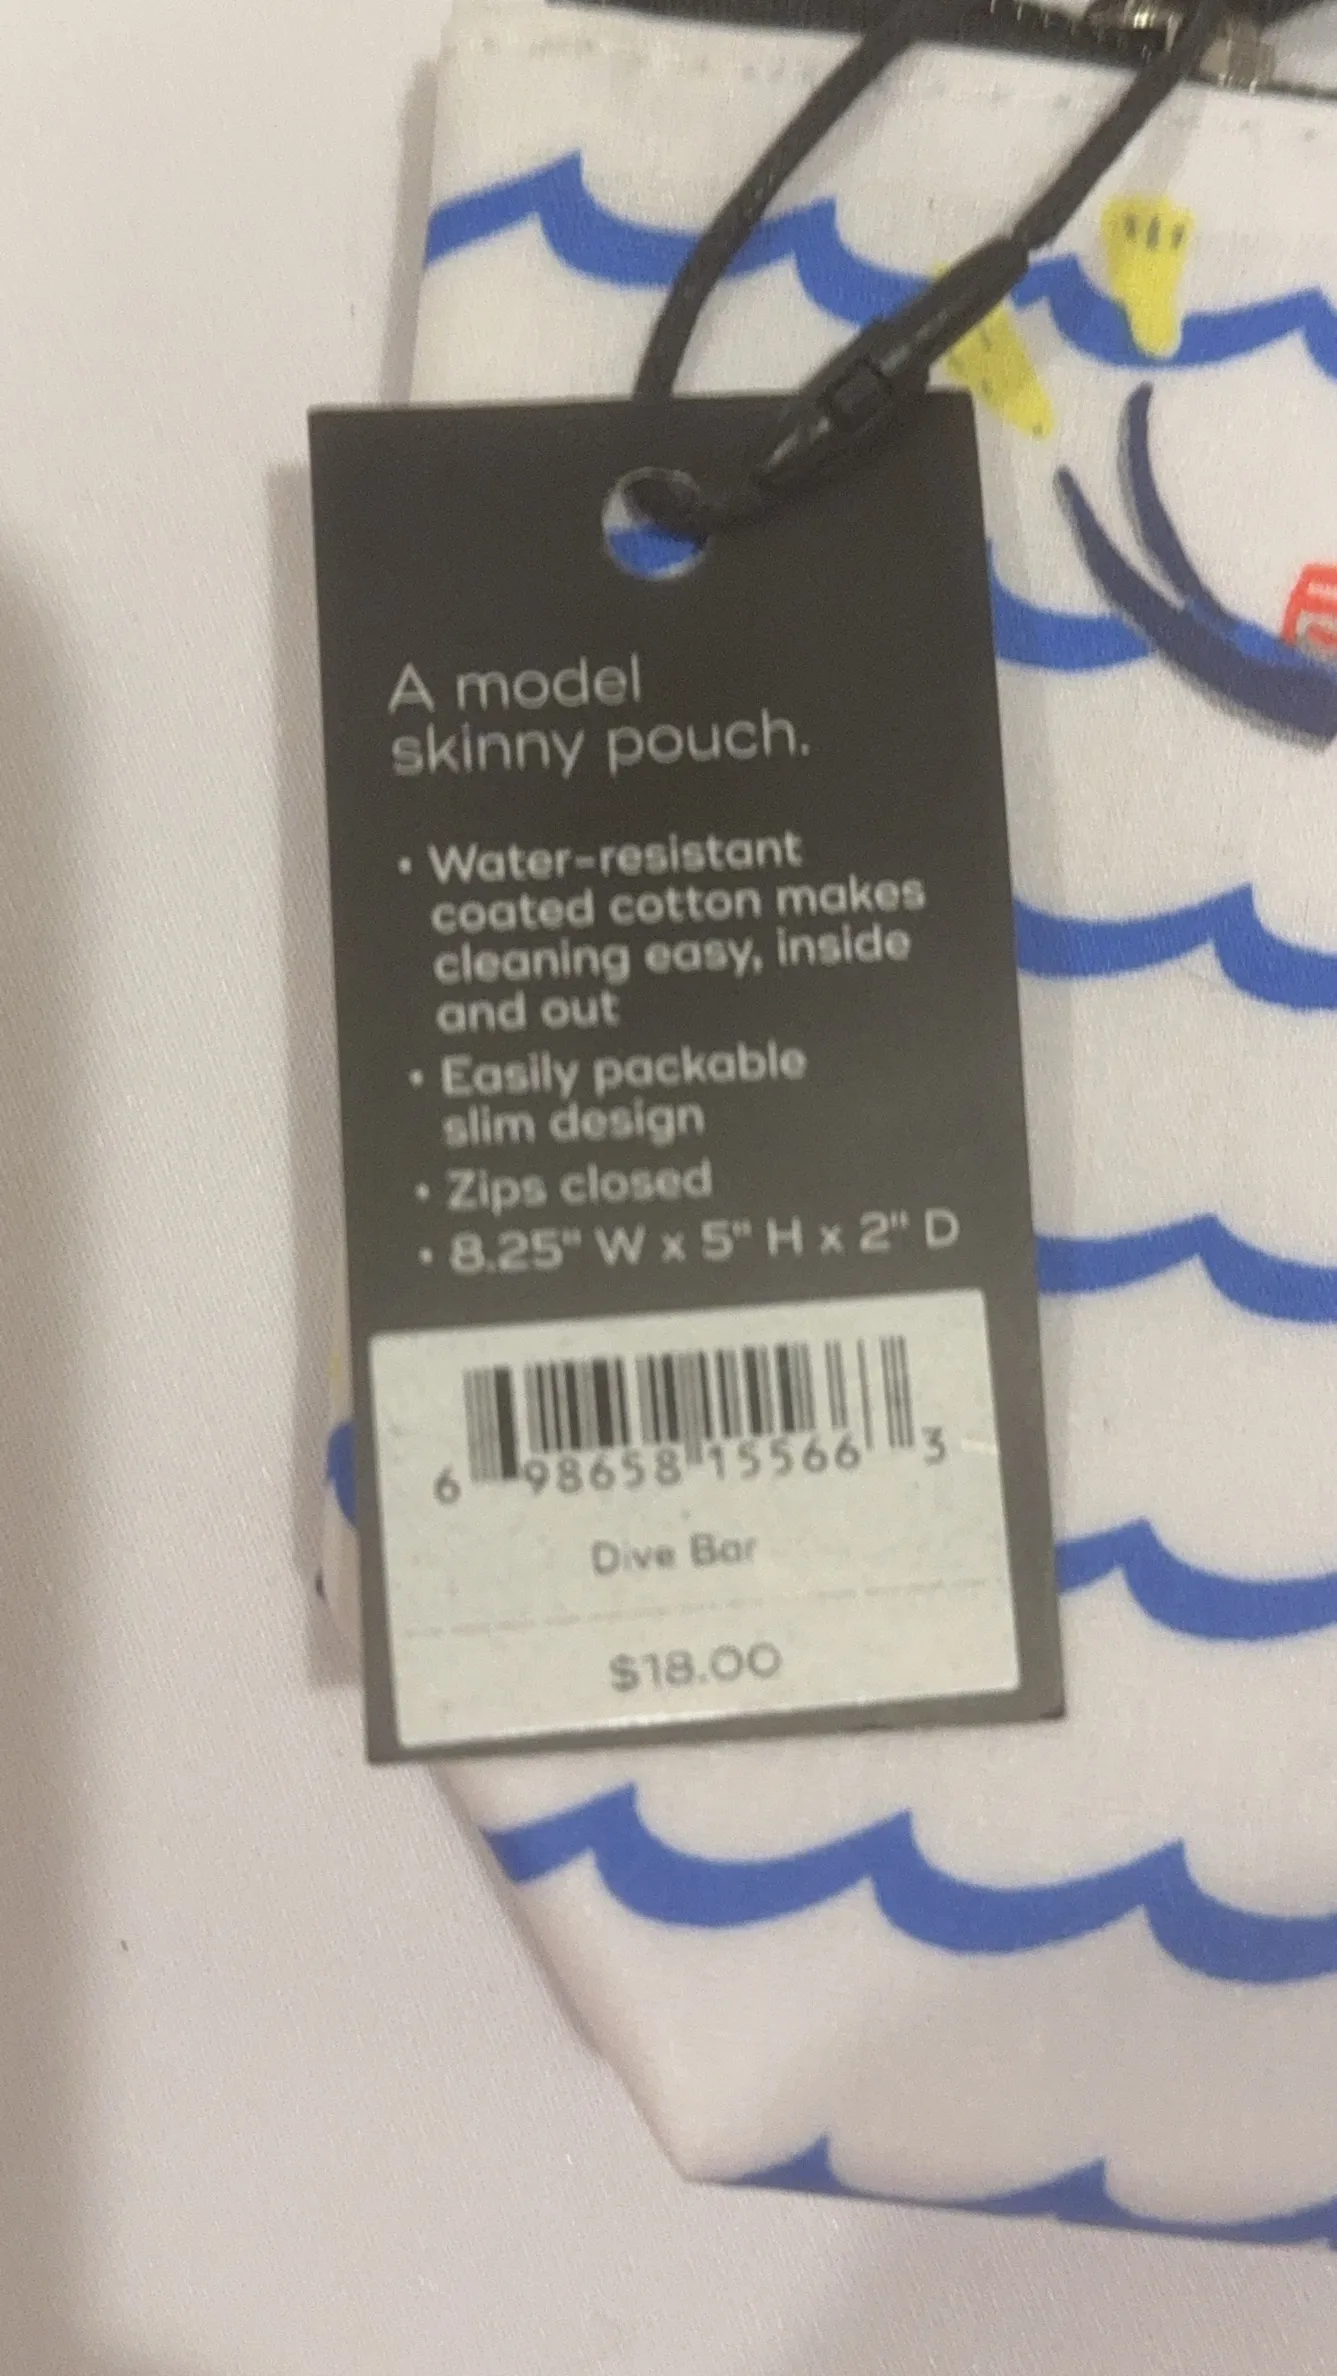 A model
skinny pouch.
• Water-resistant
coated cotton makes
cleaning easy, inside
and out
• Easily packable
slim design
• Zips closed
• 8.25" W x 5" H x 2" D
6 98658 15566 3
Dive Bar
$18.00